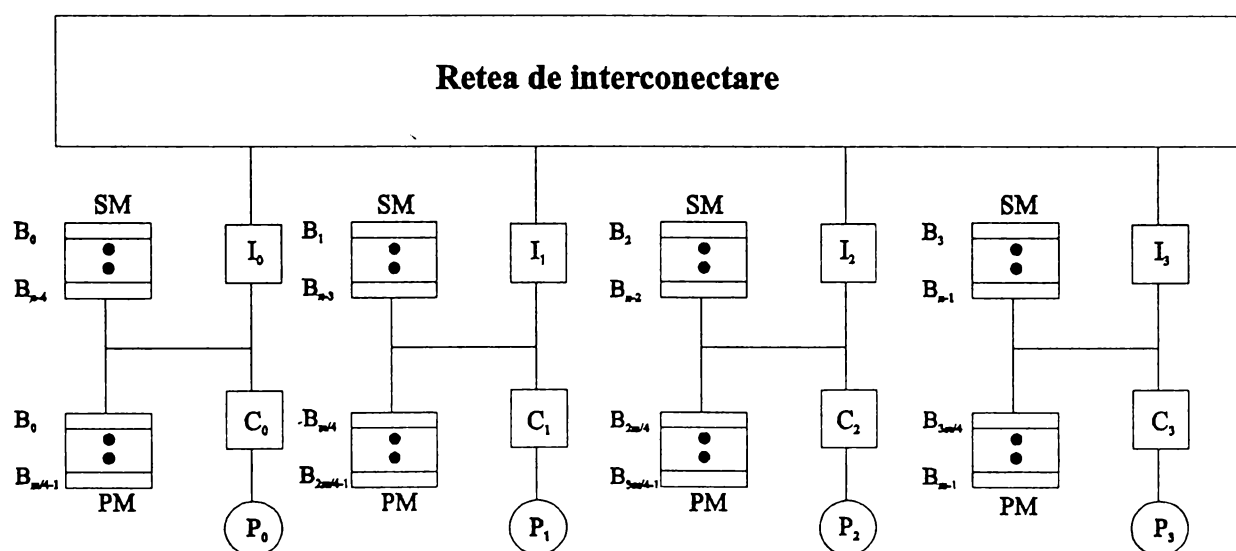 Retea de interconectare
SM SM SM SM
B₀ I₀ B₁ I₁ B₂ I₂ B₃ I₃
Bₙ₋₄ Bₙ₋₃ Bₙ₋₂ Bₙ₋₁
B₀ C₀ Bₘ/₄ C₁ B₂ₘ/₄ C₂ B₃ₘ/₄ C₃
Bₘ/₄₋₁ B₂ₘ/₄₋₁ B₃ₘ/₄₋₁ Bₘ₋₁
PM PM PM PM
P₀ P₁ P₂ P₃